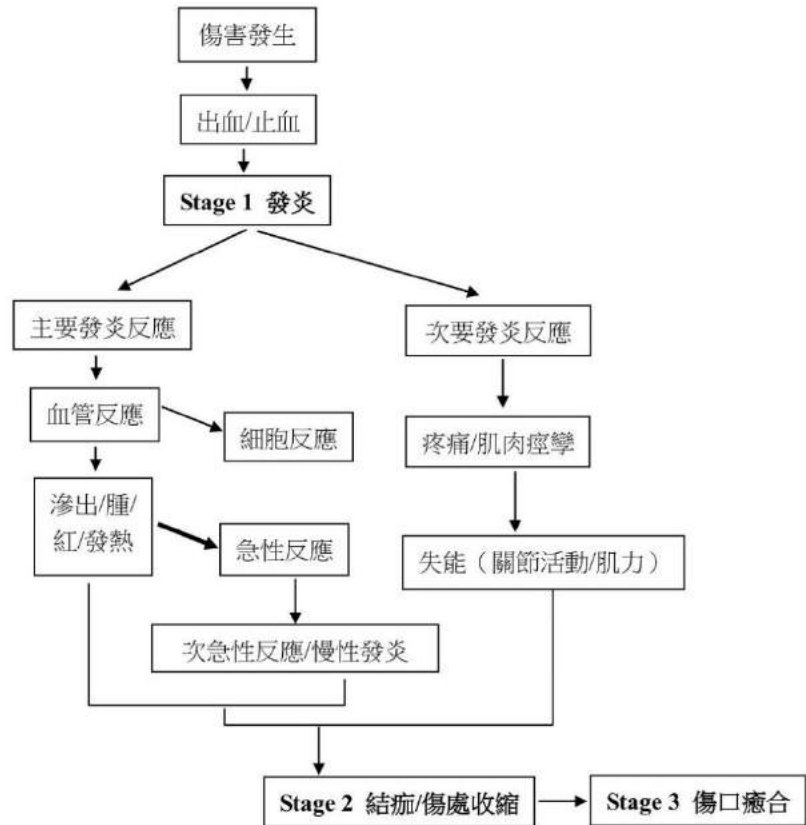 傷害發生
出血/止血
Stage 1 發炎
主要發炎反應
次要發炎反應
血管反應
細胞反應
疼痛/肌肉痙攣
滲出/腫/
紅/發熱
急性反應
失能（關節活動/肌力）
次急性反應/慢性發炎
Stage 2 結痂/傷處收縮
Stage 3 傷口癒合